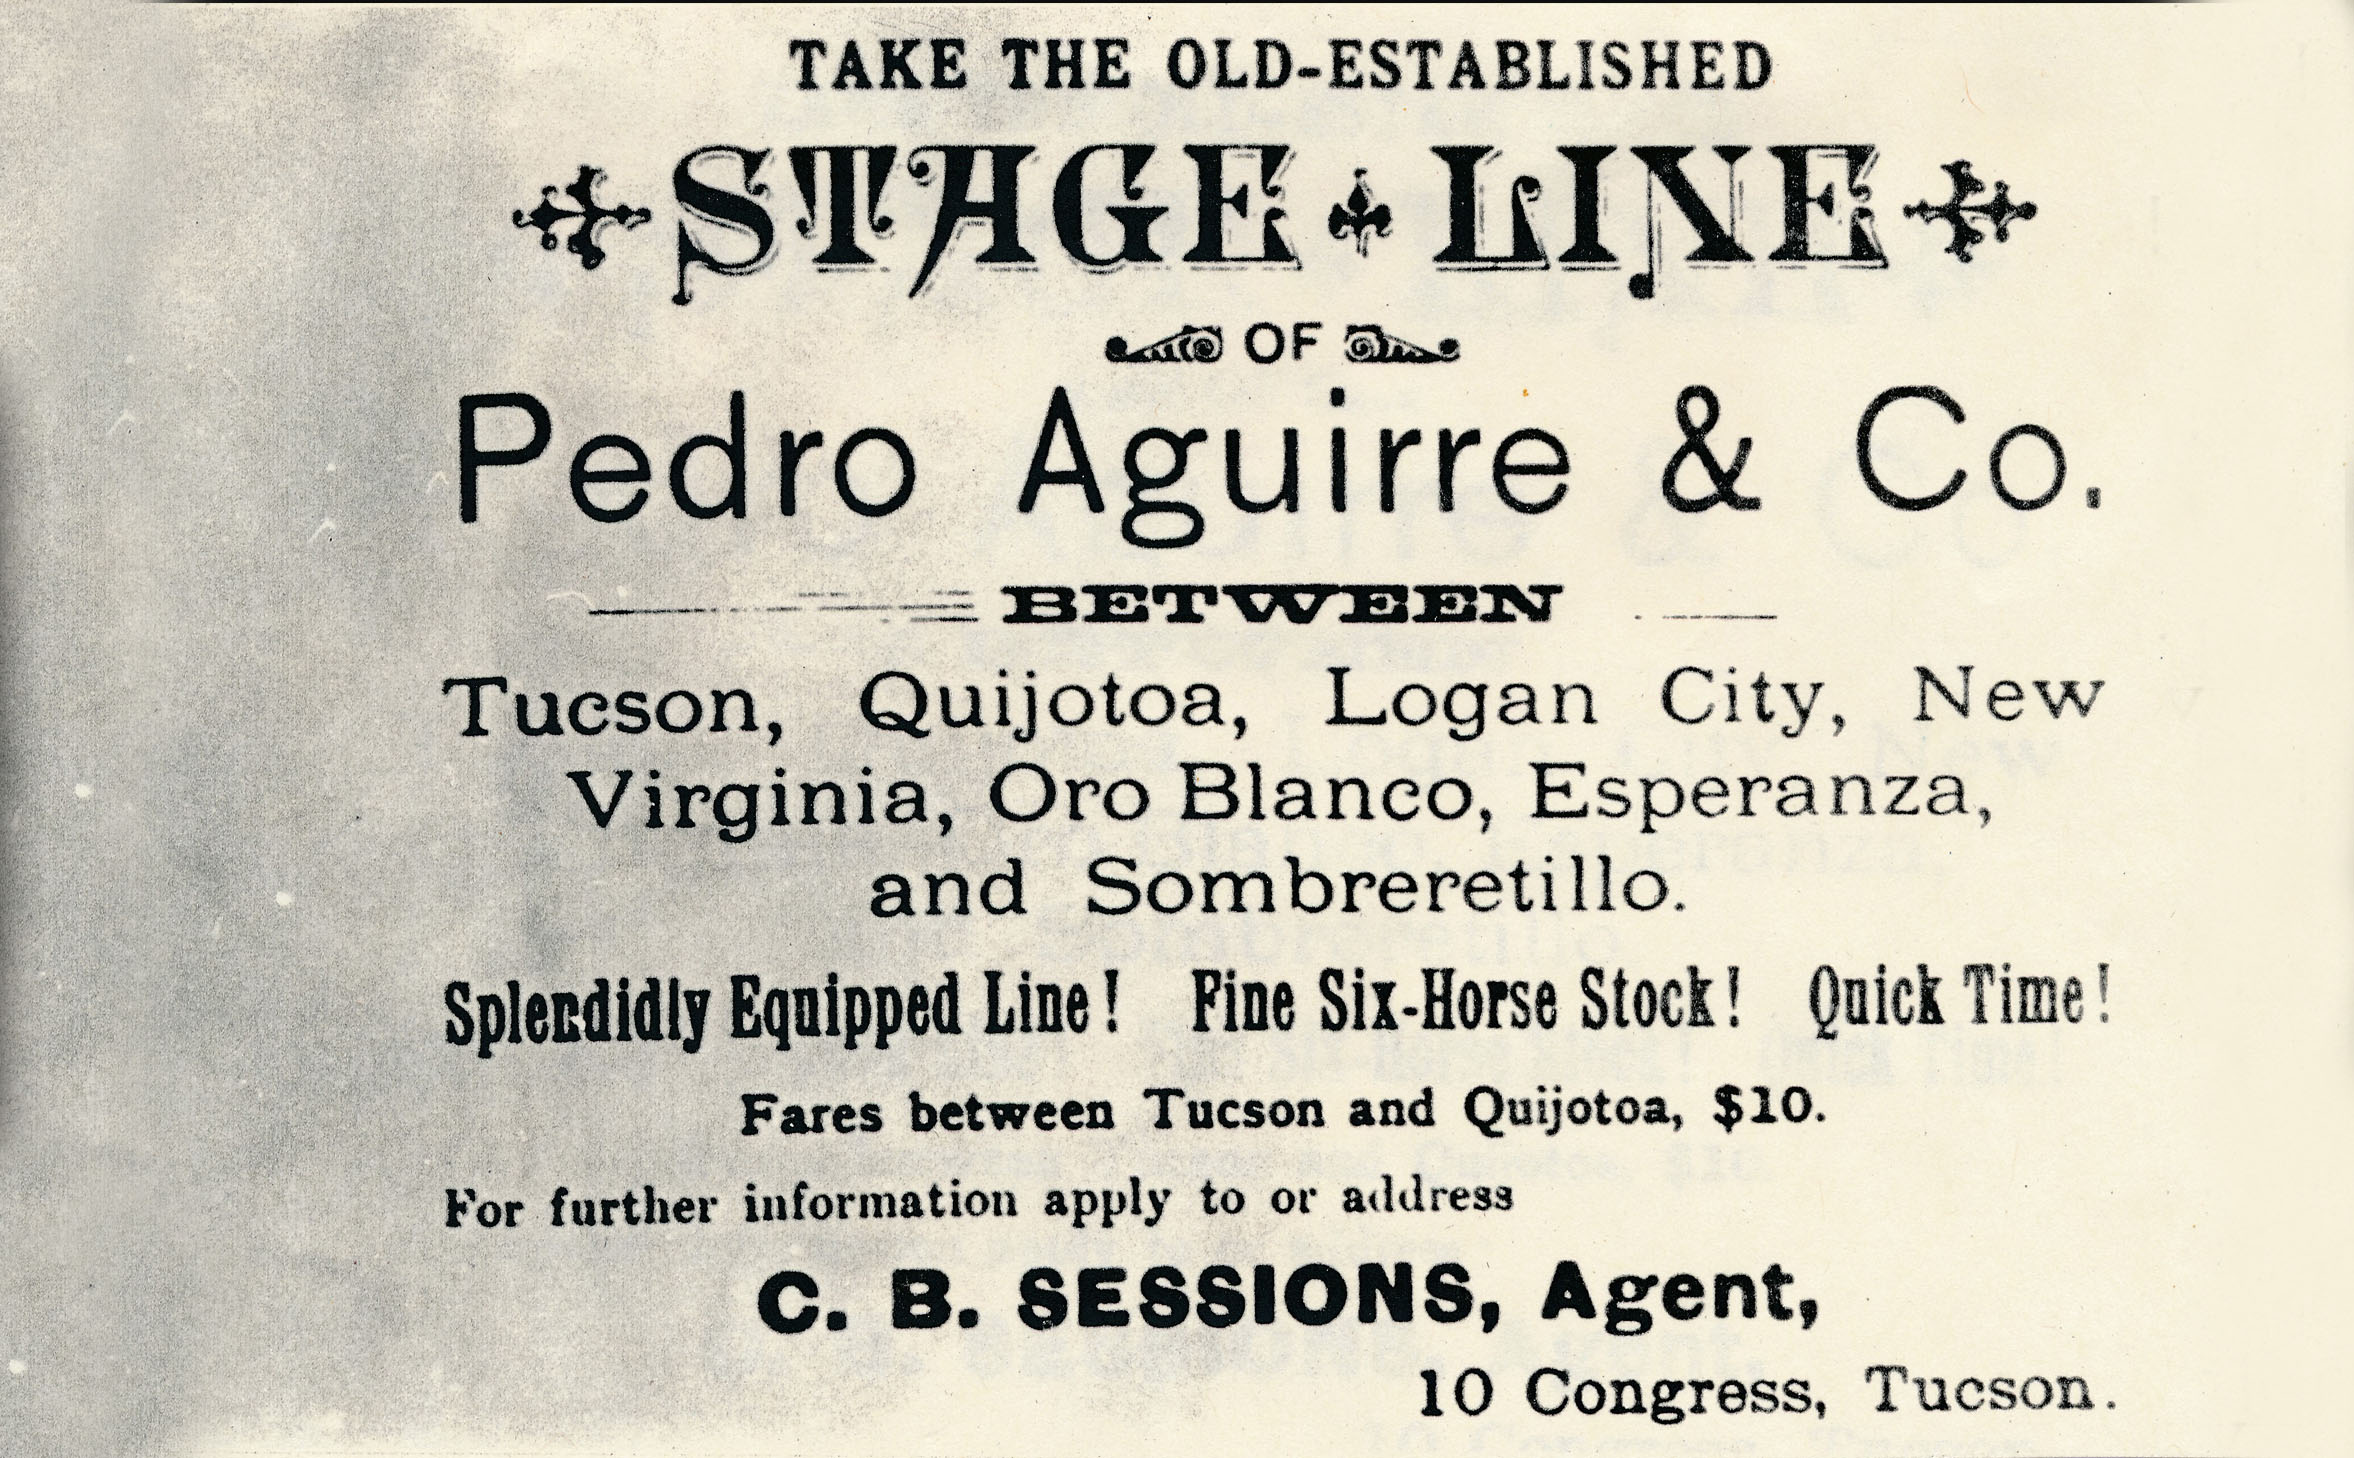 TAKE THE OLD-ESTABLISHED
STAGE LINE
OF
Pedro Aguirre & Co.
BETWEEN
Tucson, Quijotoa, Logan City, New
Virginia, Oro Blanco, Esperanza,
and Sombreretillo.
Splendidly Equipped Line! Fine Six-Horse Stock! Quick Time!
Fares between Tucson and Quijotoa, $10.
For further information apply to or address
C. B. SESSIONS, Agent,
10 Congress, Tucson.